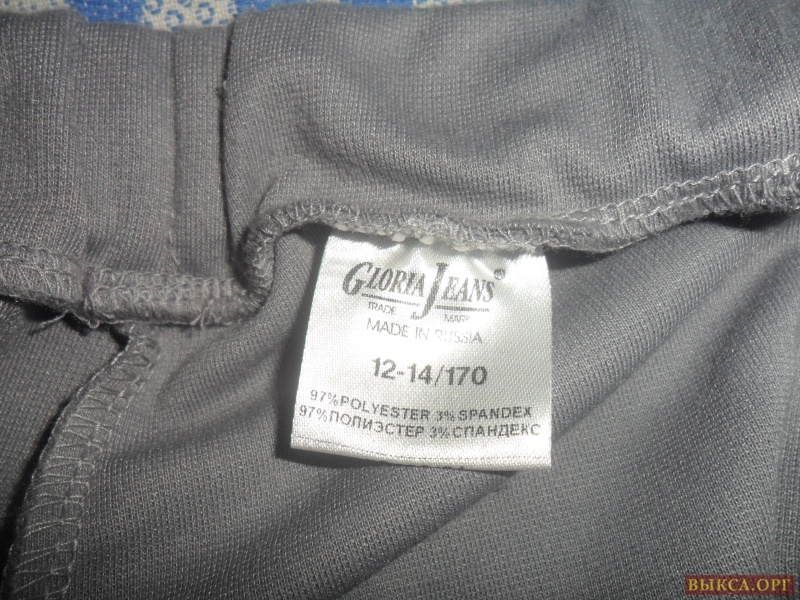 GLORIA JEANS®
TRADE MARK
MADE IN RUSSIA
12-14/170
97%POLYESTER 3% SPANDEX
97%ПОЛИЭСТЕР 3% СПАНДЕКС
ВЫКСА.ОРГ